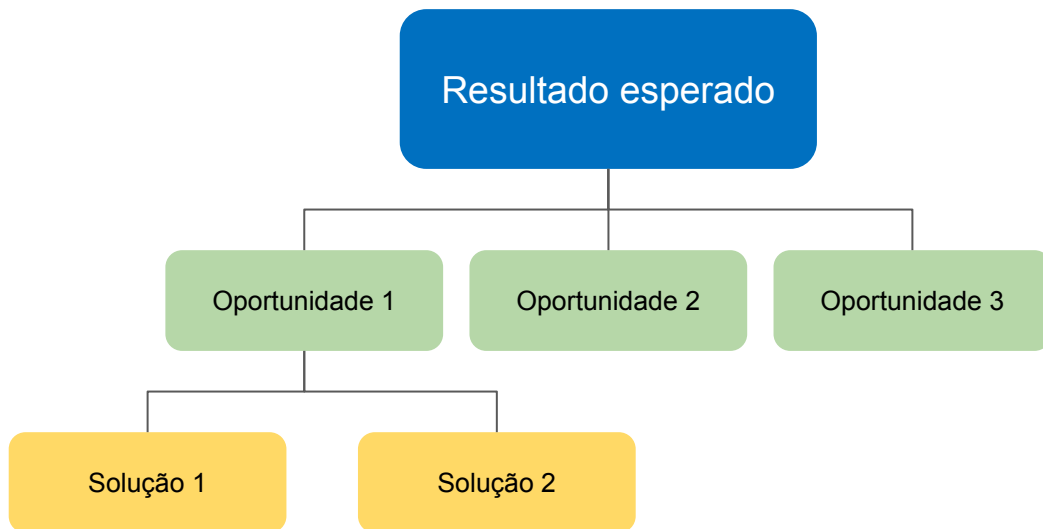 Resultado esperado
Oportunidade 1
Oportunidade 2
Oportunidade 3
Solução 1
Solução 2